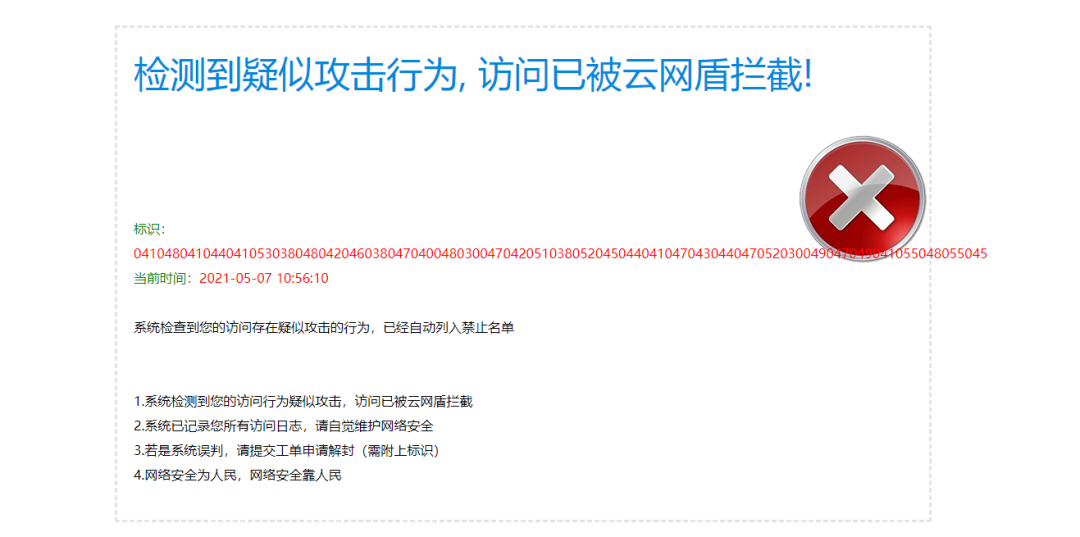 检测到疑似攻击行为, 访问已被云网盾拦截!
标识：
041048041044041053038048042046038047040048030047042051038052045044041047043044047052030049047049041055048055045
当前时间：2021-05-07 10:56:10
系统检查到您的访问存在疑似攻击的行为，已经自动列入禁止名单
1.系统检测到您的访问行为疑似攻击，访问已被云网盾拦截
2.系统已记录您所有访问日志，请自觉维护网络安全
3.若是系统误判，请提交工单申请解封（需附上标识）
4.网络安全为人民，网络安全靠人民